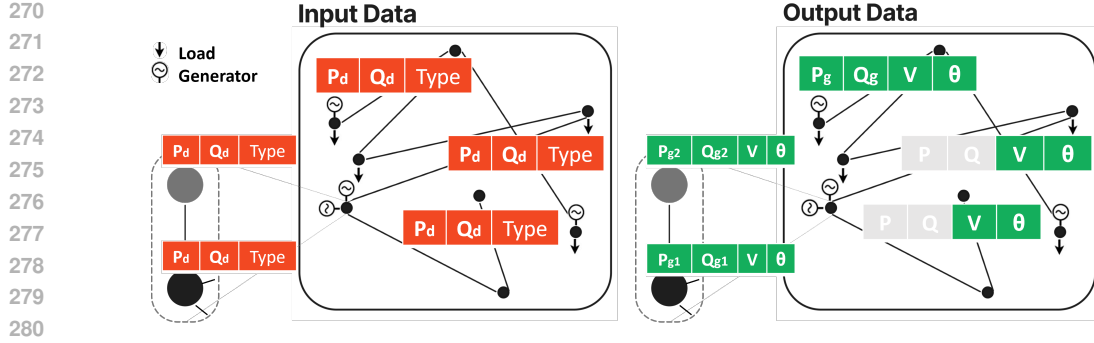 270
271
272
273
274
275
276
277
278
279
280
Input Data
Load
Generator
Pd Qd Type
Pd Qd Type
Pd Qd Type
Pd Qd Type
Pd Qd Type
Output Data
Pg Qg V θ
Pg2 Qg2 V θ
P Q V θ
P Q V θ
Pg1 Qg1 V θ